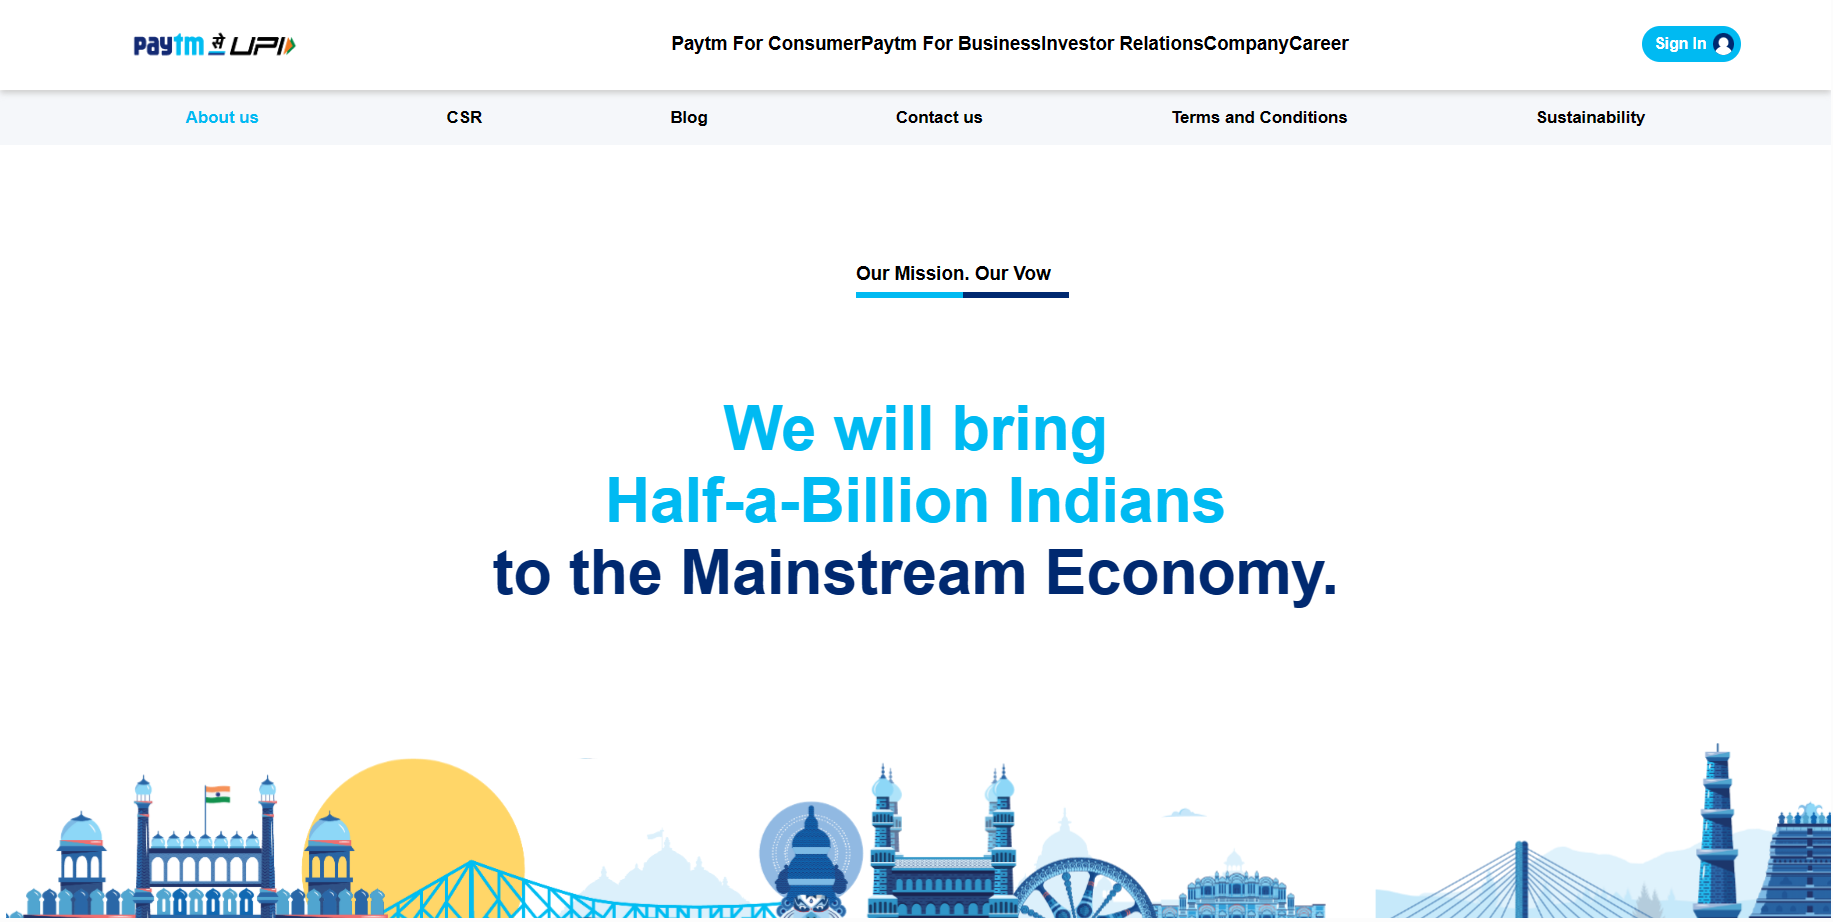 paytm से UPI
Paytm For ConsumerPaytm For BusinessInvestor RelationsCompanyCareer
Sign In
About us
CSR
Blog
Contact us
Terms and Conditions
Sustainability
Our Mission. Our Vow
We will bring
Half-a-Billion Indians
to the Mainstream Economy.